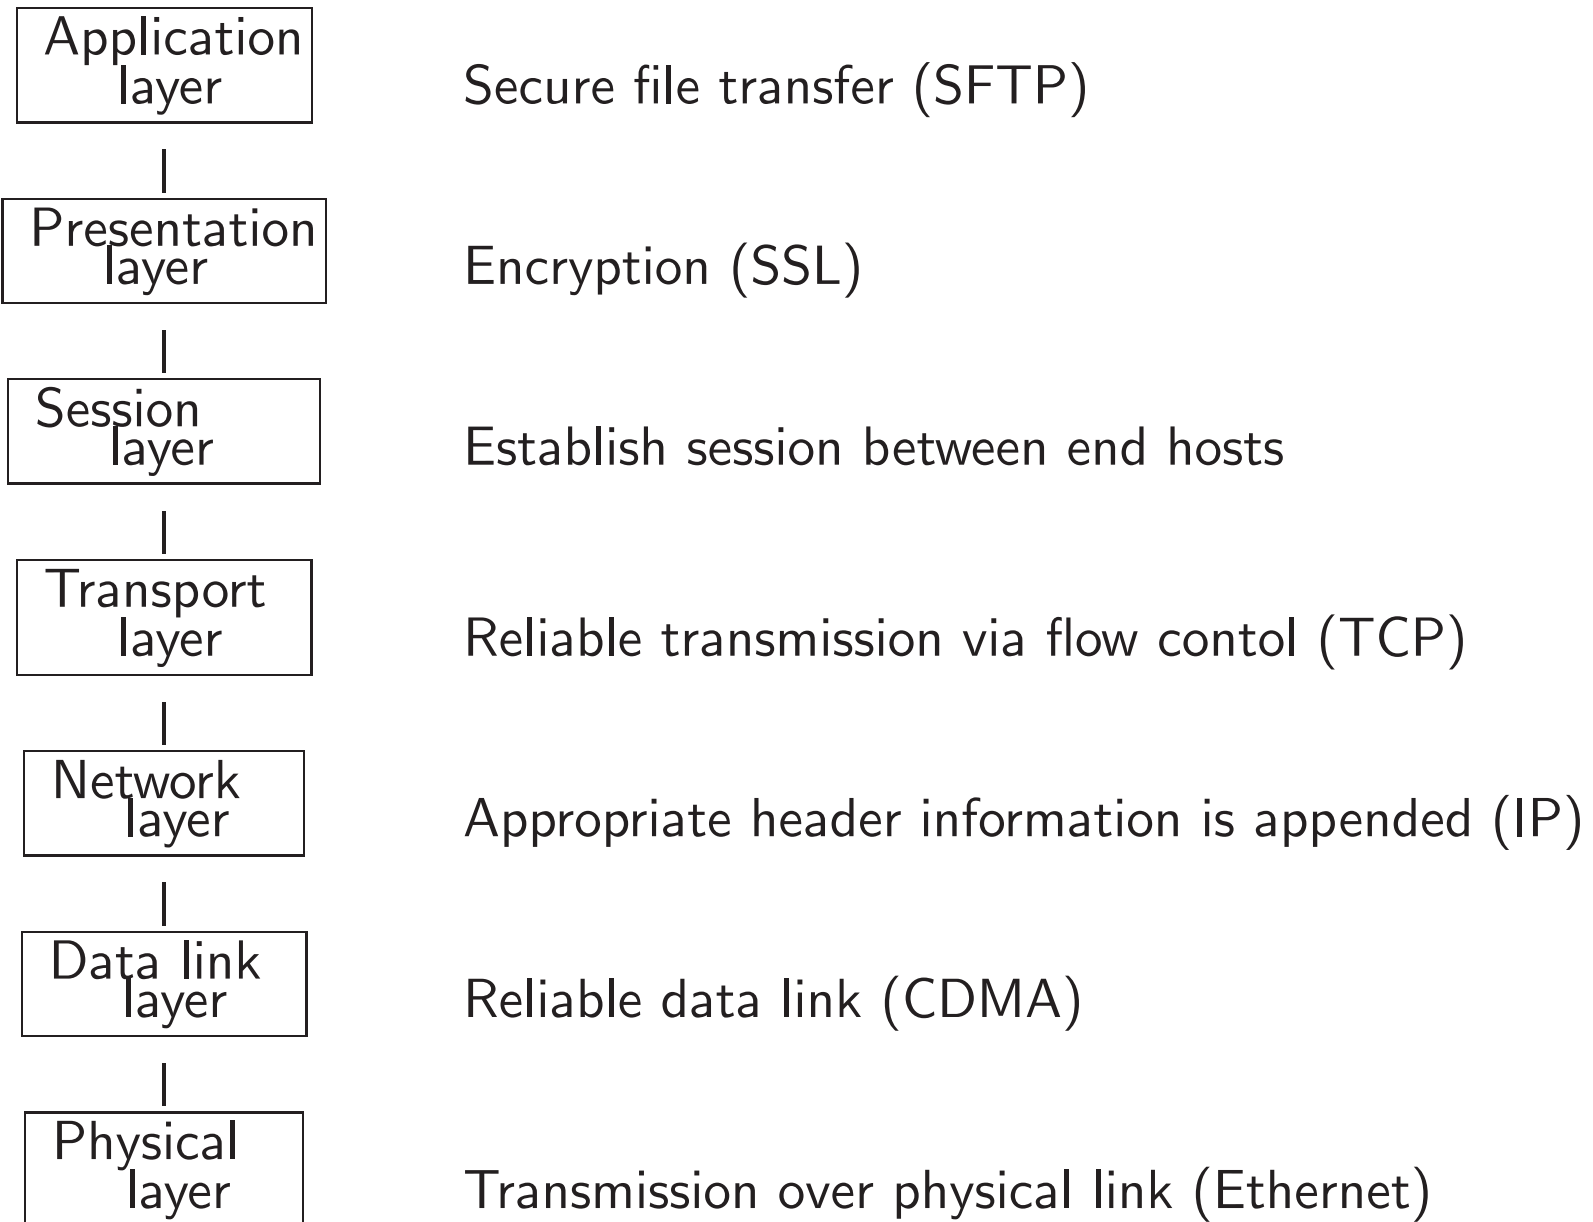 Application
layer
Secure file transfer (SFTP)
Presentation
layer
Encryption (SSL)
Session
layer
Establish session between end hosts
Transport
layer
Reliable transmission via flow contol (TCP)
Network
layer
Appropriate header information is appended (IP)
Data link
layer
Reliable data link (CDMA)
Physical
layer
Transmission over physical link (Ethernet)